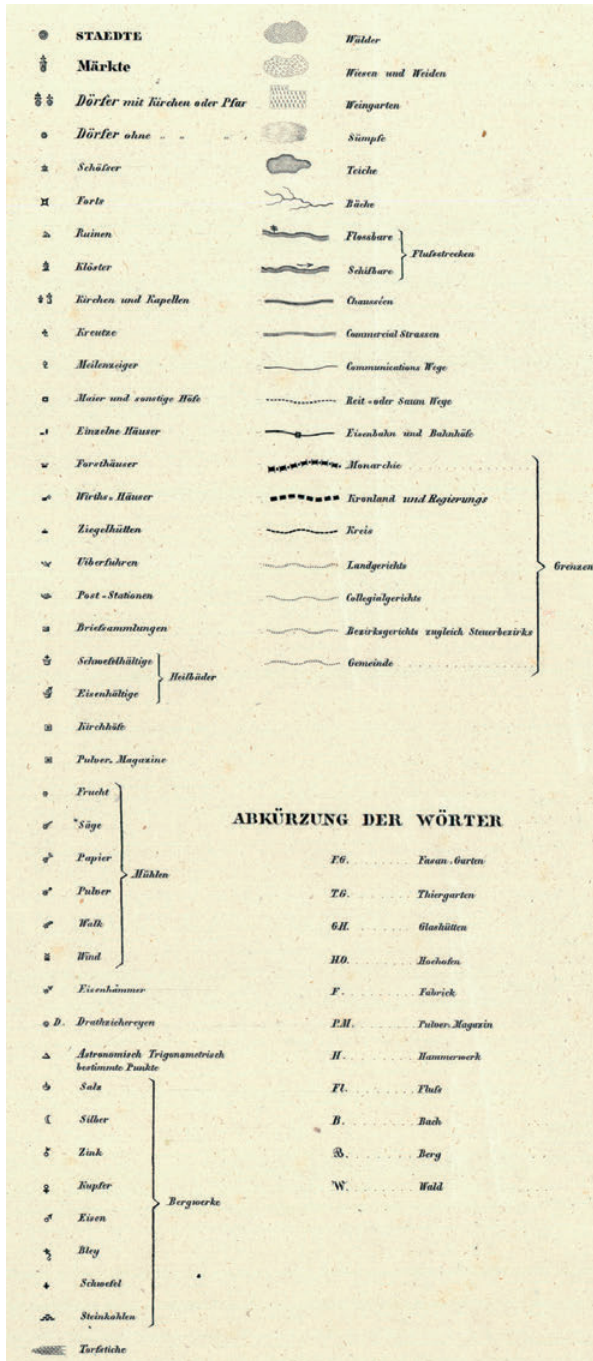 STAEDTE
Märkte
Dörfer mit Kirchen oder Pfar
Dörfer ohne „ „ „
Schößer
Forts
Ruinen
Klöster
Kirchen und Kapellen
Kreutze
Meilenzeiger
Maier und sonstige Höfe
Einzelne Häuser
Forsthäuser
Wirths-Häuser
Ziegelhütten
Uiberfuhren
Post-Stationen
Briefsammlungen
Schwefelhältige
Eisenhältige
Heilbäder
Kirchhöfe
Pulver-Magazine
Frucht
Säge
Papier
Pulver
Walk
Wind
Mühlen
Eisenhämmer
D. Drathziehereyen
Astronomisch Trigonometrisch
bestimmte Punkte
Salz
Silber
Zink
Kupfer
Eisen
Bley
Schwefel
Steinkohlen
Bergwerke
Torfstiche
Wälder
Wiesen und Weiden
Weingarten
Sümpfe
Teiche
Bäche
Flossbare
Schifbare
Flußstrecken
Chausséen
Commercial Strassen
Communications Wege
Reit-oder Saum Wege
Eisenbahn und Bahnhöfe
Monarchie
Kronland und Regierungs
Kreis
Landgerichts
Collegialgerichts
Bezirksgerichts zugleich Steuerbezirks
Gemeinde
Grenzen
ABKÜRZUNG DER WÖRTER
F.G. Fasan-Garten
T.G. Thiergarten
G.H. Glashütten
H.O. Hochofen
F. Fabrick
P.M. Pulver-Magazin
H. Hammerwerk
Fl. Fluß
B. Bach
B. Berg
W. Wald